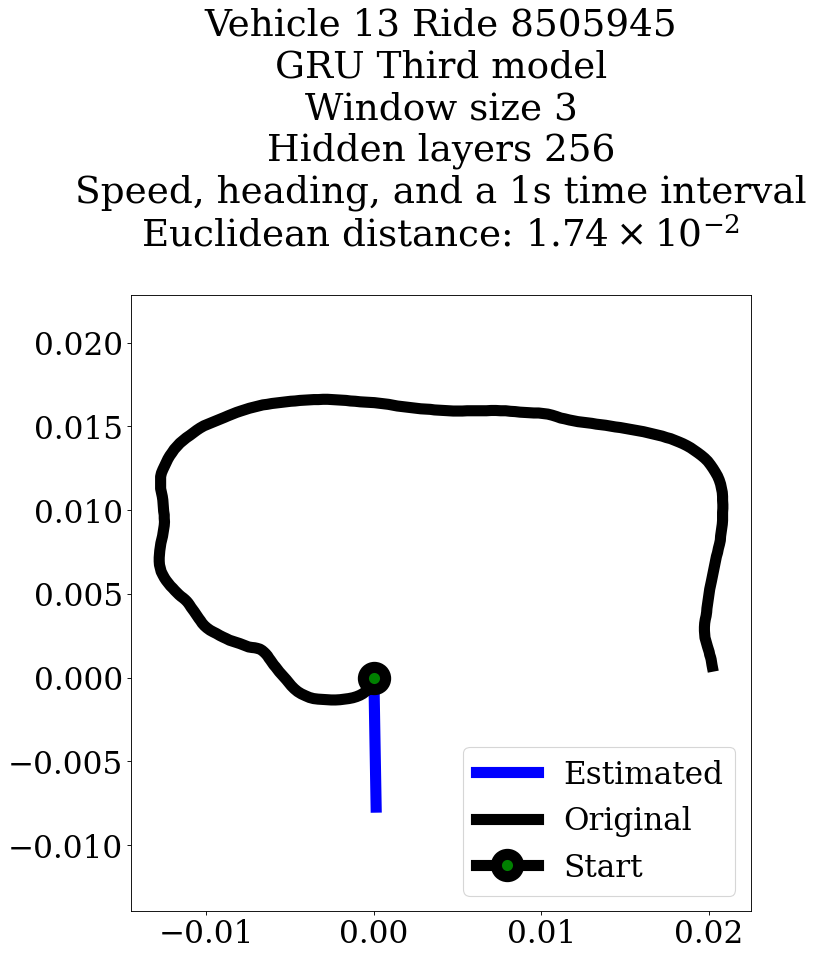 Vehicle 13 Ride 8505945
GRU Third model
Window size 3
Hidden layers 256
Speed, heading, and a 1s time interval
Euclidean distance: 1.74 × 10⁻²
0.020
0.015
0.010
0.005
0.000
−0.005
−0.010
Estimated
Original
Start
−0.01
0.00
0.01
0.02